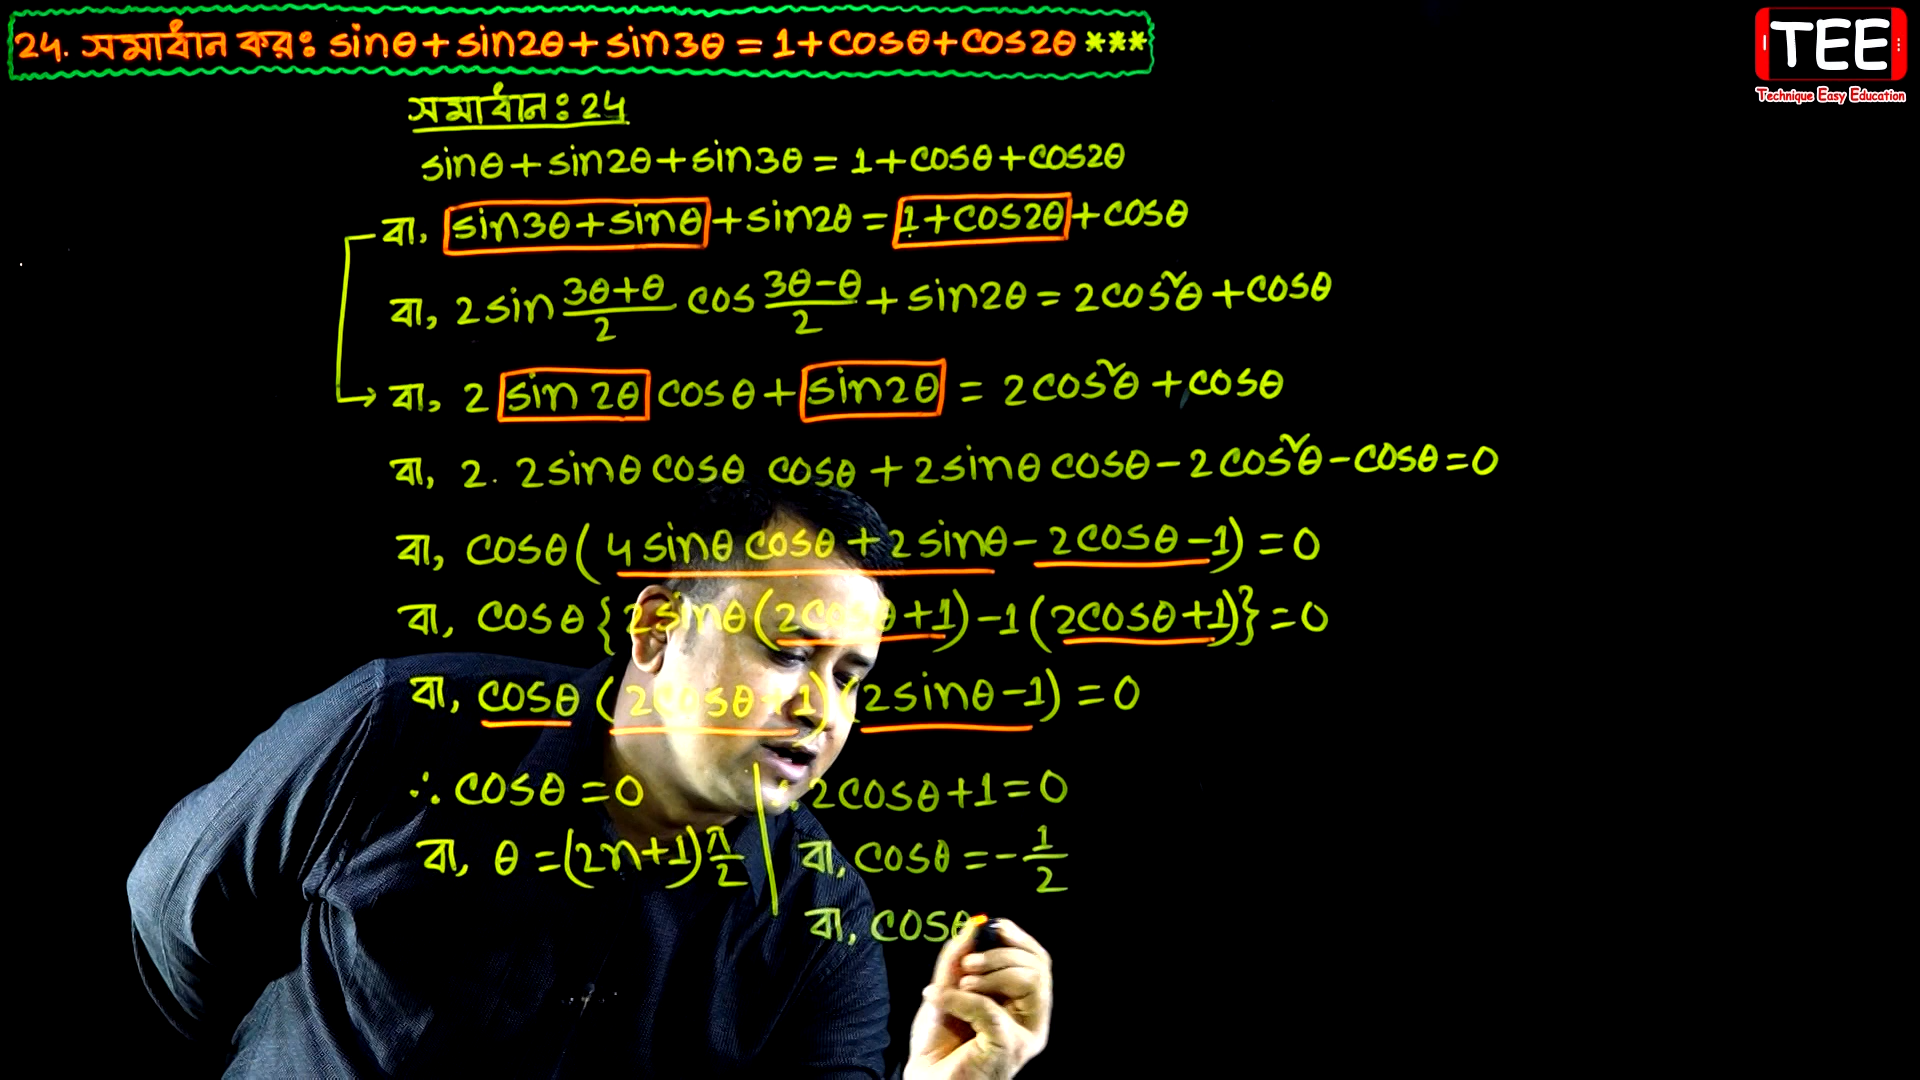 24. সমাধান করঃ sinθ+sin2θ+sin3θ = 1+cosθ+cos2θ ***
TEE
Technique Easy Education
সমাধানঃ 24
sinθ+sin2θ+sin3θ = 1+cosθ+cos2θ
বা, sin3θ+sinθ +sin2θ = 1+cos2θ +cosθ
বা, 2 sin (3θ+θ)/2 cos (3θ-θ)/2 + sin2θ = 2cos²θ +cosθ
বা, 2 sin 2θ cosθ + sin2θ = 2cos²θ +cosθ
বা, 2. 2sinθ cosθ cosθ + 2sinθ cosθ - 2cos²θ - cosθ = 0
বা, cosθ ( 4sinθ cosθ + 2sinθ - 2cosθ - 1) = 0
বা, cosθ {2sinθ (2cosθ+1) -1 (2cosθ+1)} = 0
বা, cosθ (2cosθ+1) (2sinθ-1) = 0
∴ cosθ = 0
বা, θ = (2n+1) π/2
∴ 2cosθ+1 = 0
বা, cosθ = - 1/2
বা, cosθ